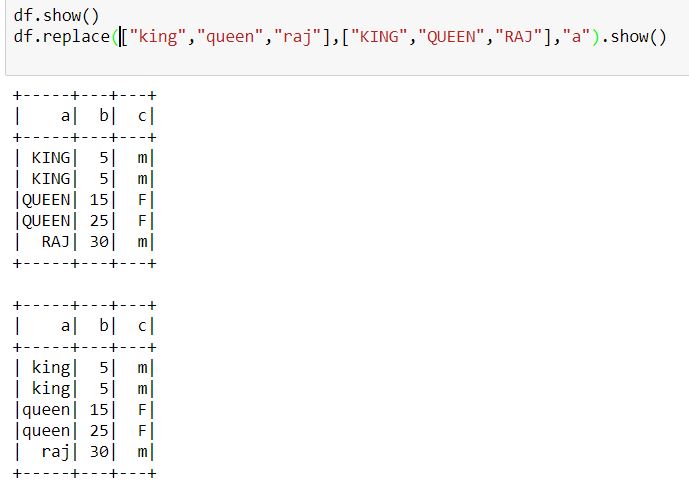 df.show()
df.replace(["king","queen","raj"],["KING","QUEEN","RAJ"],"a").show()
+-----+---+---+
|    a|  b|  c|
+-----+---+---+
| KING|  5|  m|
| KING|  5|  m|
|QUEEN| 15|  F|
|QUEEN| 25|  F|
|  RAJ| 30|  m|
+-----+---+---+
+-----+---+---+
|    a|  b|  c|
+-----+---+---+
| king|  5|  m|
| king|  5|  m|
|queen| 15|  F|
|queen| 25|  F|
|  raj| 30|  m|
+-----+---+---+